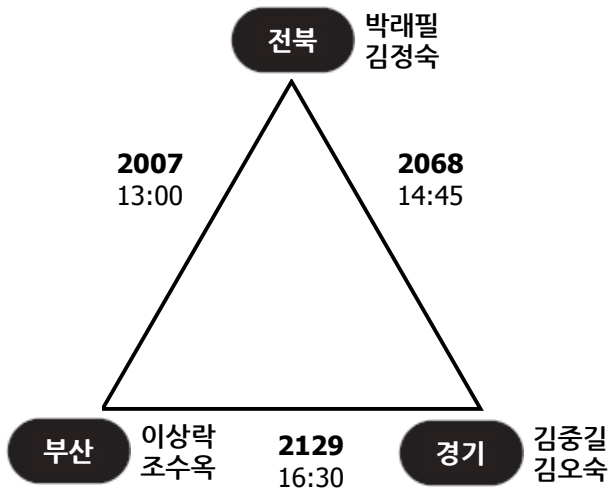 전북
박래필
김정숙
2007
13:00
2068
14:45
부산
이상락
조수옥
2129
16:30
경기
김중길
김오숙